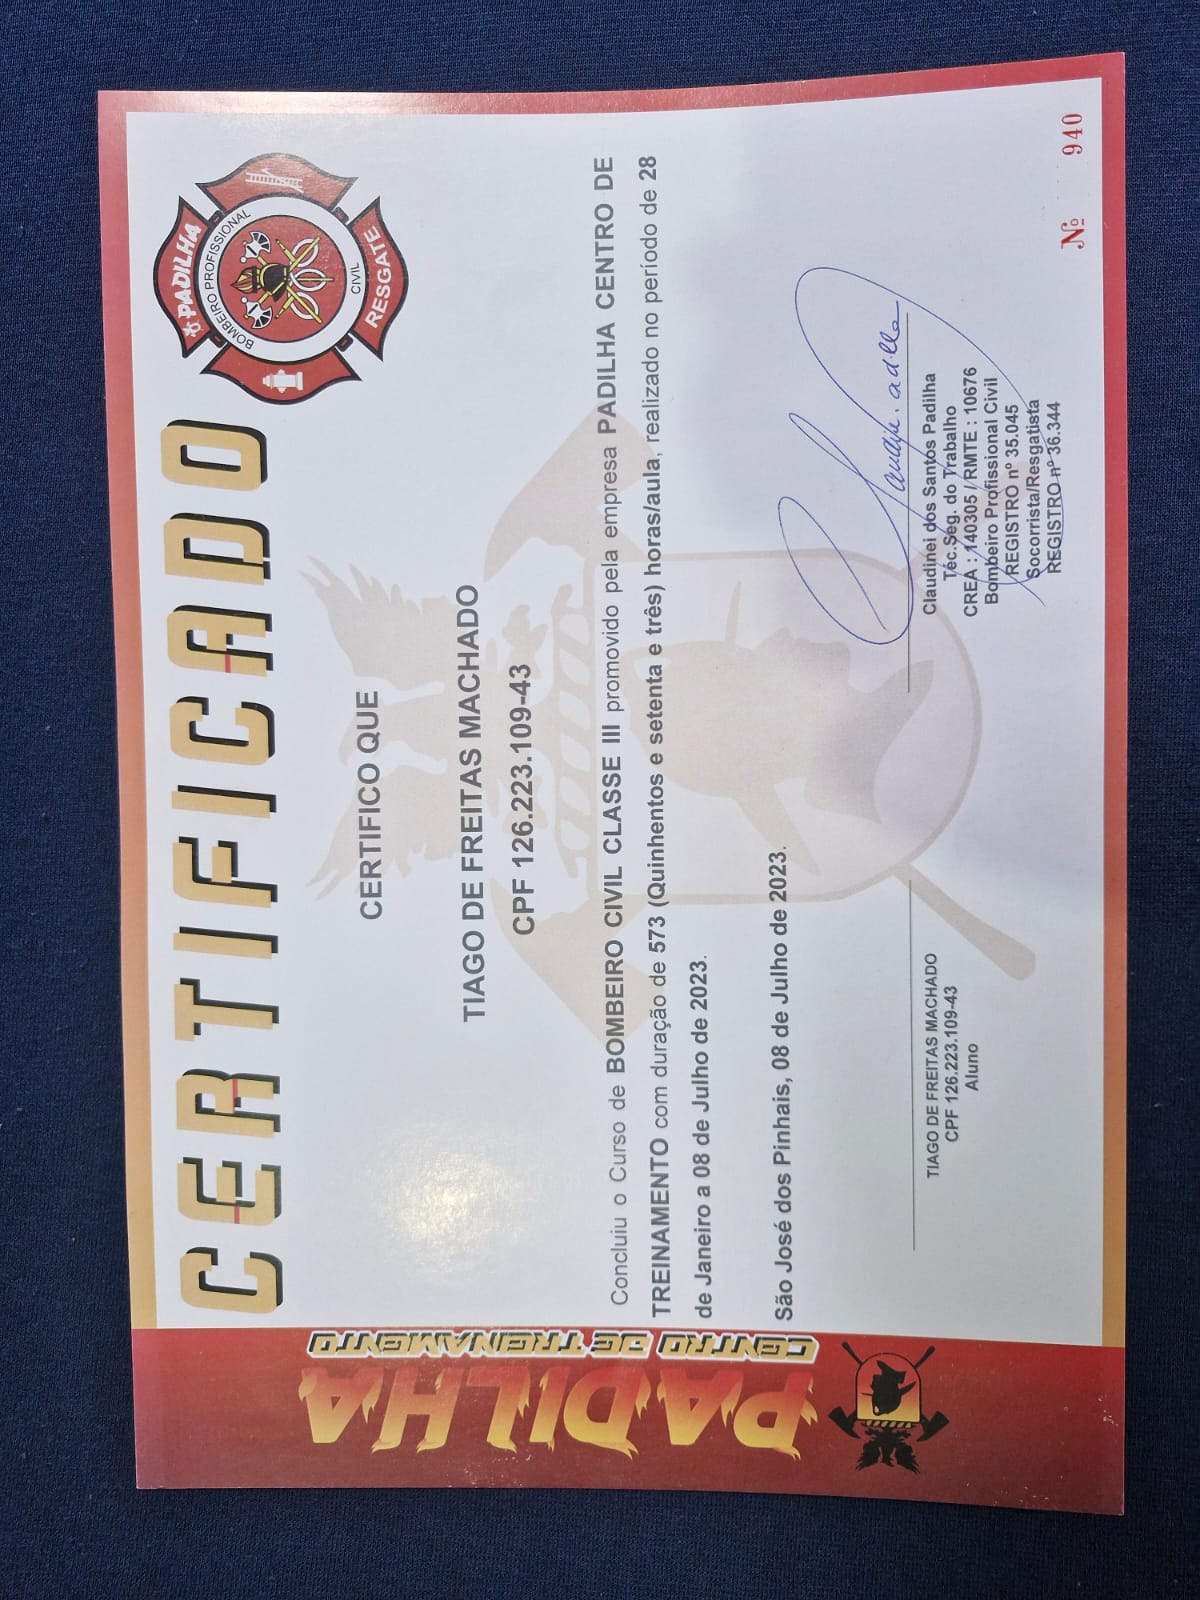 CERTIFICADO
PADILHA
BOMBEIRO PROFISSIONAL
CIVIL
RESGATE
PADILHA
CENTRO DE TREINAMENTO
CERTIFICO QUE
TIAGO DE FREITAS MACHADO
CPF 126.223.109-43
Concluiu o Curso de BOMBEIRO CIVIL CLASSE III promovido pela empresa PADILHA CENTRO DE
TREINAMENTO com duração de 573 (Quinhentos e setenta e três) horas/aula, realizado no período de 28
de Janeiro a 08 de Julho de 2023.
São José dos Pinhais, 08 de Julho de 2023.
TIAGO DE FREITAS MACHADO
CPF 126.223.109-43
Aluno
Claudinei dos Santos Padilha
Téc.Seg. do Trabalho
CREA : 140305 / RMTE : 10676
Bombeiro Profissional Civil
REGISTRO nº 35.045
Socorrista/Resgatista
REGISTRO nº 36.344
Nº 940